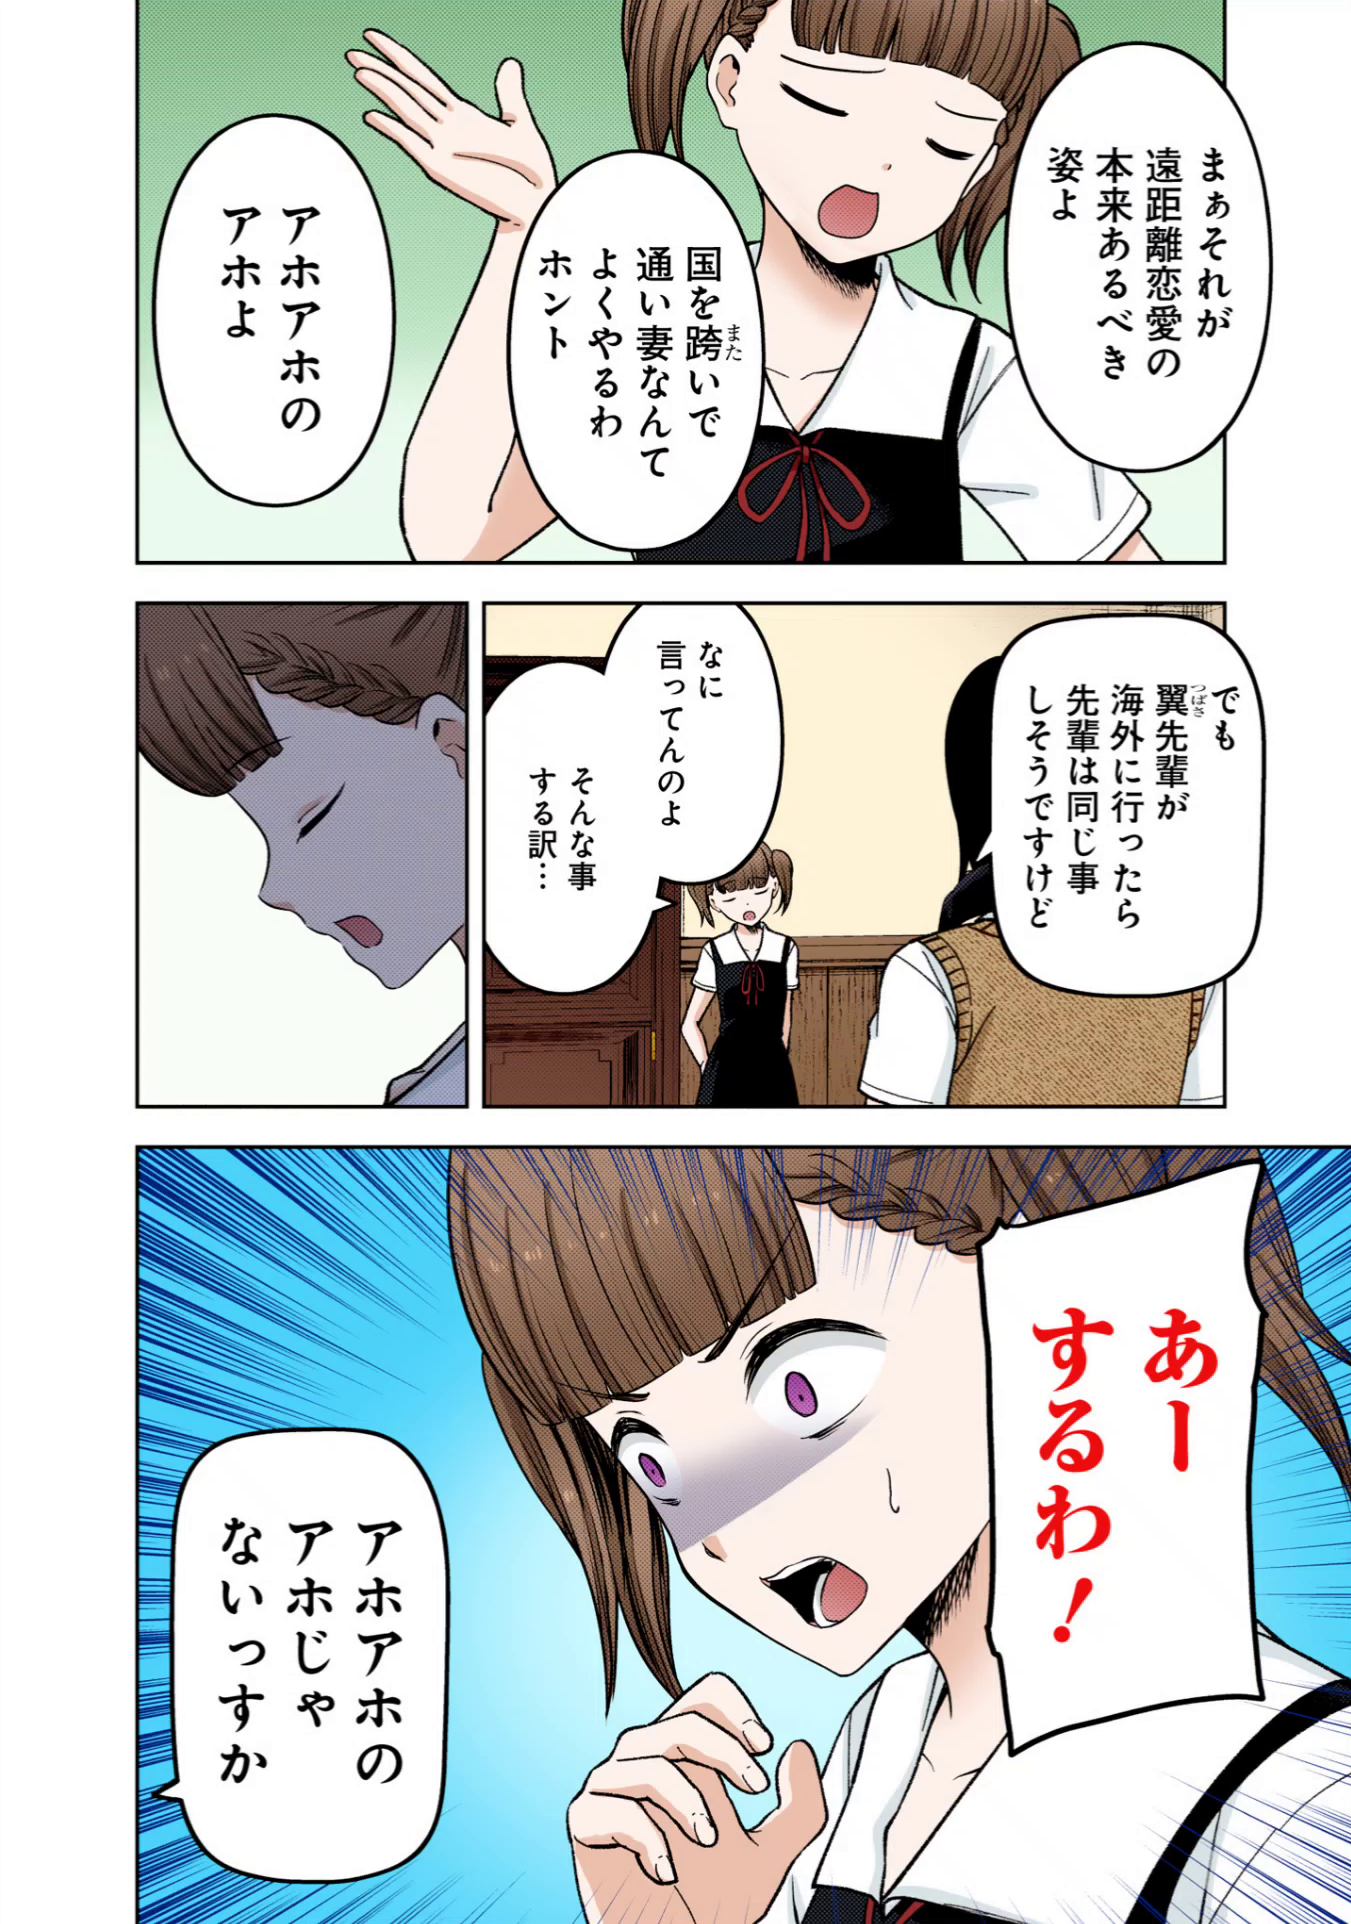 まぁそれが
遠距離恋愛の
本来あるべき
姿よ
国を跨いで
また
通い妻なんて
よくやるわ
ホント
アホアホの
アホよ
でも
翼先輩が
つばさ
海外に行ったら
先輩は同じ事
しそうですけど
なに
言ってんのよ
そんな事
する訳…
あー
するわ！
アホアホの
アホじゃ
ないっすか